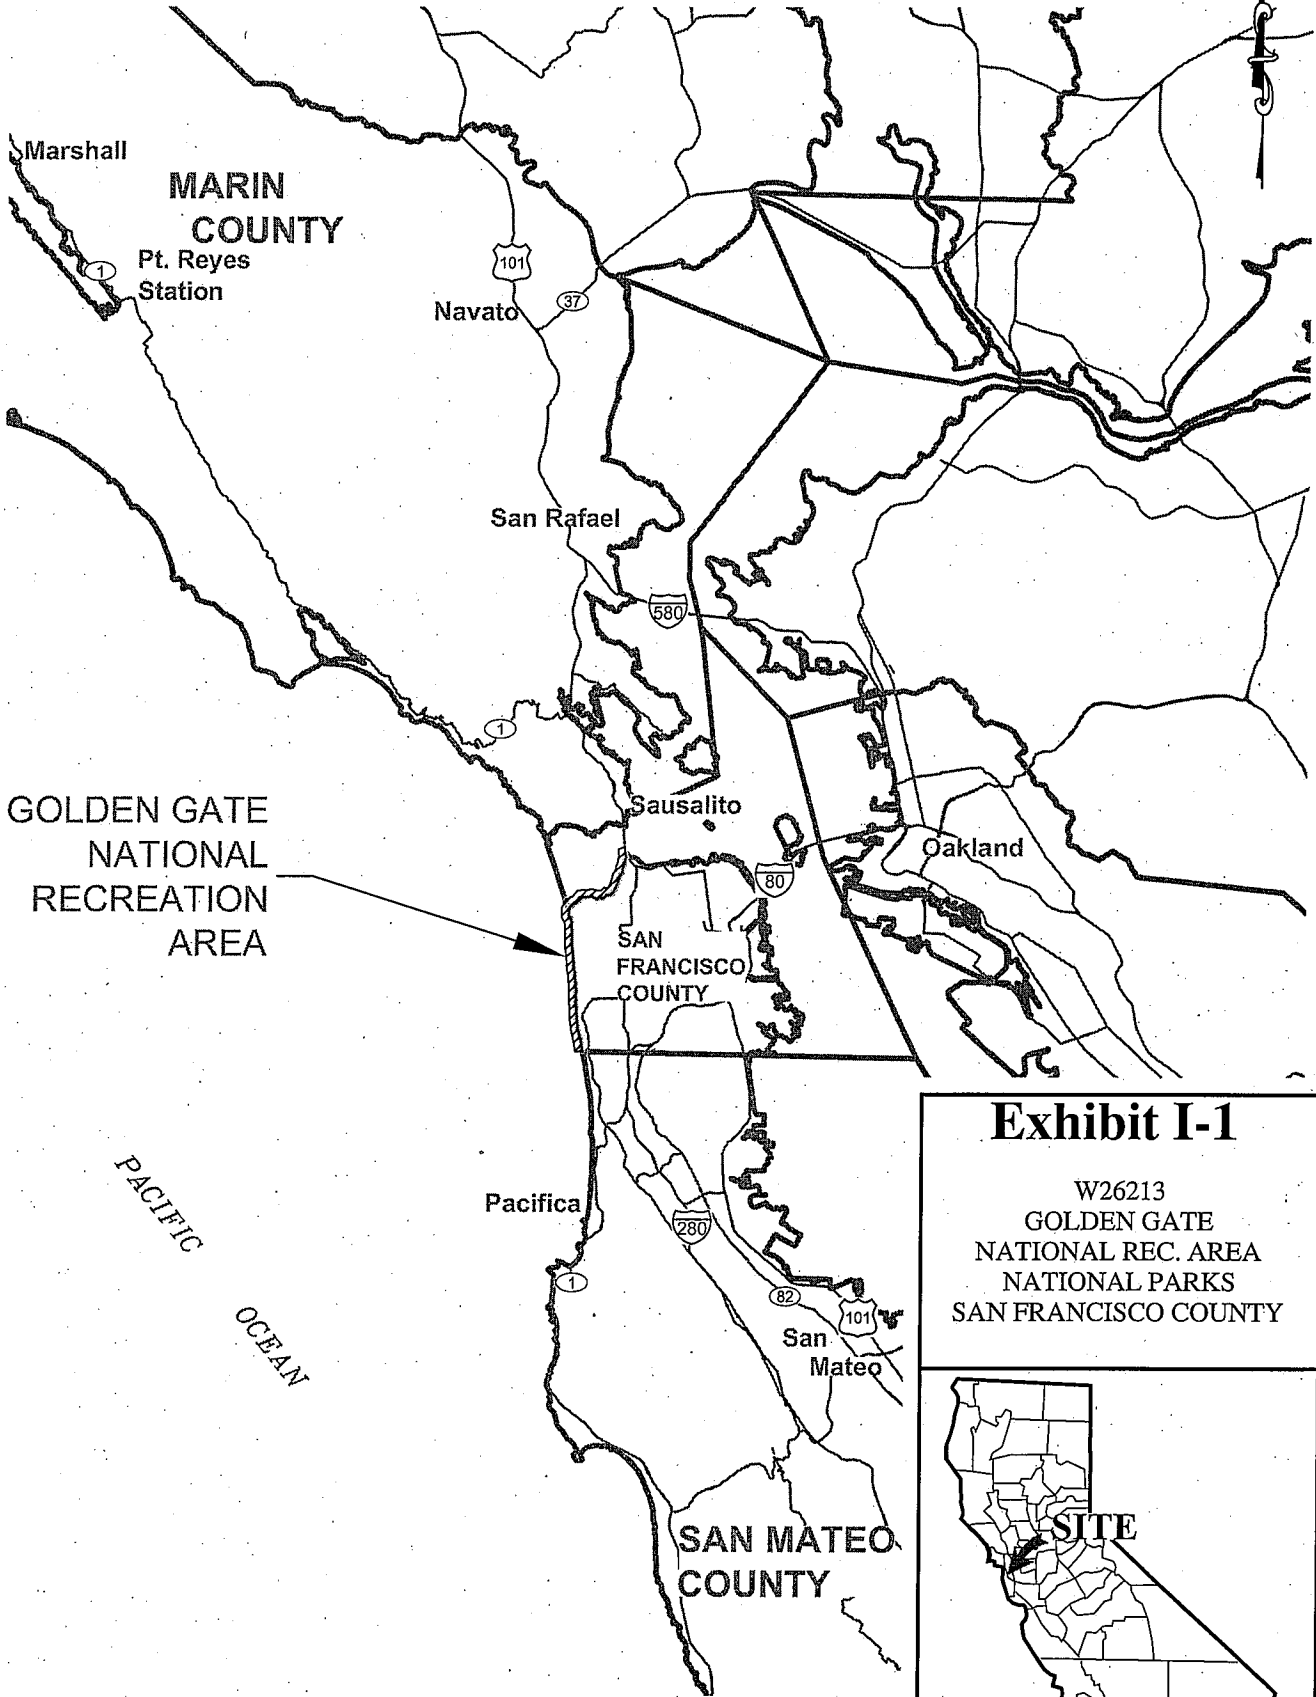 Marshall
MARIN
COUNTY
1
Pt. Reyes
Station
101
37
Navato
San Rafael
580
1
GOLDEN GATE
NATIONAL
RECREATION
AREA
Sausalito
80
Oakland
SAN
FRANCISCO
COUNTY
PACIFIC
OCEAN
Pacifica
280
1
82
101
San
Mateo
SAN MATEO
COUNTY
Exhibit I-1
W26213
GOLDEN GATE
NATIONAL REC. AREA
NATIONAL PARKS
SAN FRANCISCO COUNTY
SITE